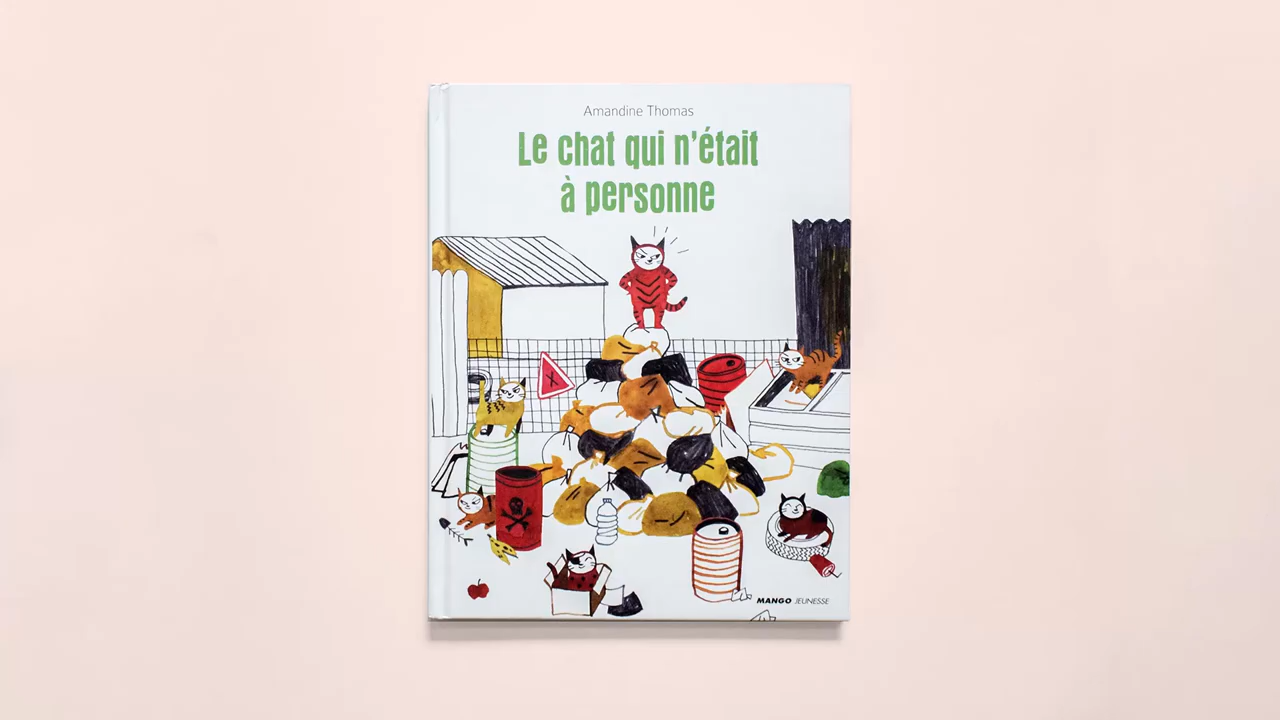 Amandine Thomas
Le chat qui n'était
à personne
MANGO JEUNESSE